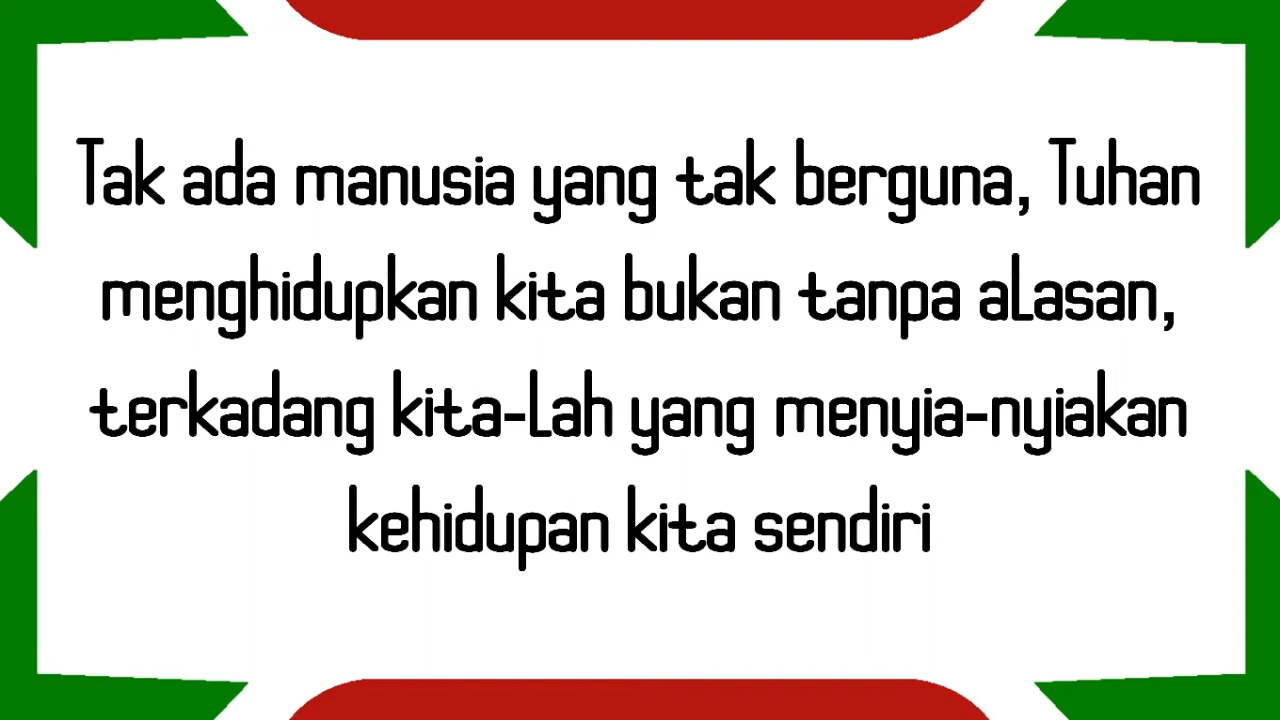 Tak ada manusia yang tak berguna, Tuhan
menghidupkan kita bukan tanpa alasan,
terkadang kita-lah yang menyia-nyiakan
kehidupan kita sendiri